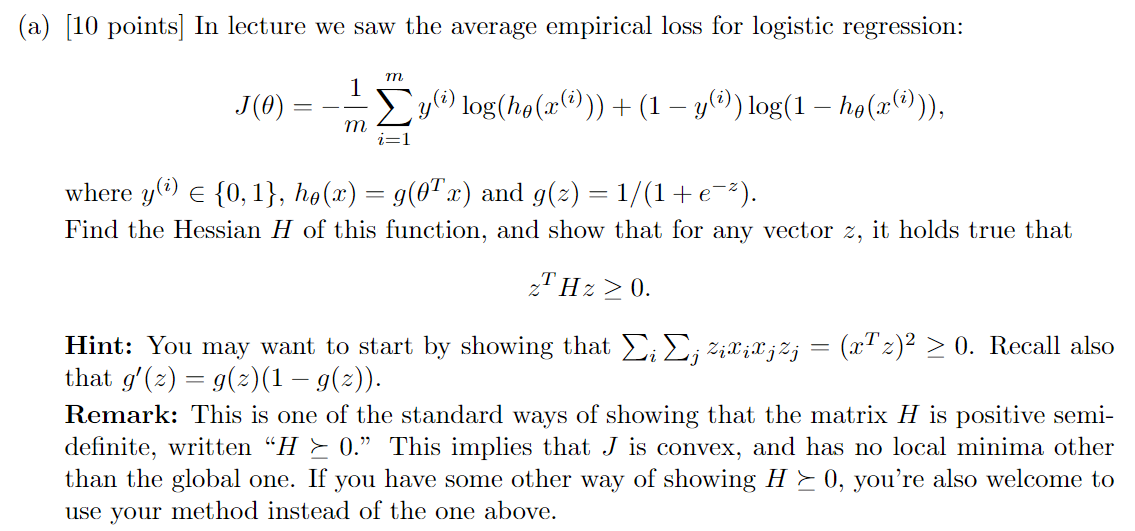 (a) [10 points] In lecture we saw the average empirical loss for logistic regression:
J(θ) = −\frac{1}{m} \sum_{i=1}^{m} y^{(i)} log(h_θ(x^{(i)})) + (1 − y^{(i)}) log(1 − h_θ(x^{(i)})),
where y^{(i)} ∈ {0, 1}, h_θ(x) = g(θ^T x) and g(z) = 1/(1 + e^{−z}).
Find the Hessian H of this function, and show that for any vector z, it holds true that
z^T Hz ≥ 0.
Hint: You may want to start by showing that ∑_i ∑_j z_i x_i x_j z_j = (x^T z)^2 ≥ 0. Recall also
that g′(z) = g(z)(1 − g(z)).
Remark: This is one of the standard ways of showing that the matrix H is positive semi-
definite, written “H ⪰ 0.” This implies that J is convex, and has no local minima other
than the global one. If you have some other way of showing H ⪰ 0, you’re also welcome to
use your method instead of the one above.